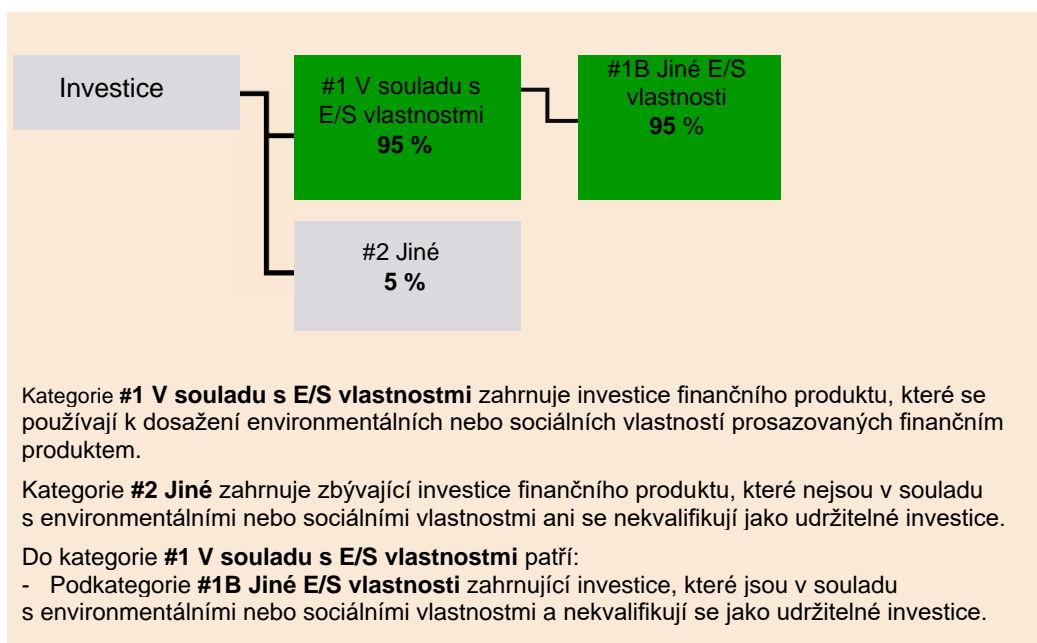 Investice
#1 V souladu s
E/S vlastnostmi
95 %
#1B Jiné E/S
vlastnosti
95 %
#2 Jiné
5 %
Kategorie #1 V souladu s E/S vlastnostmi zahrnuje investice finančního produktu, které se
používají k dosažení environmentálních nebo sociálních vlastností prosazovaných finančním
produktem.
Kategorie #2 Jiné zahrnuje zbývající investice finančního produktu, které nejsou v souladu
s environmentálními nebo sociálními vlastnostmi ani se nekvalifikují jako udržitelné investice.
Do kategorie #1 V souladu s E/S vlastnostmi patří:
- Podkategorie #1B Jiné E/S vlastnosti zahrnující investice, které jsou v souladu
s environmentálními nebo sociálními vlastnostmi a nekvalifikují se jako udržitelné investice.